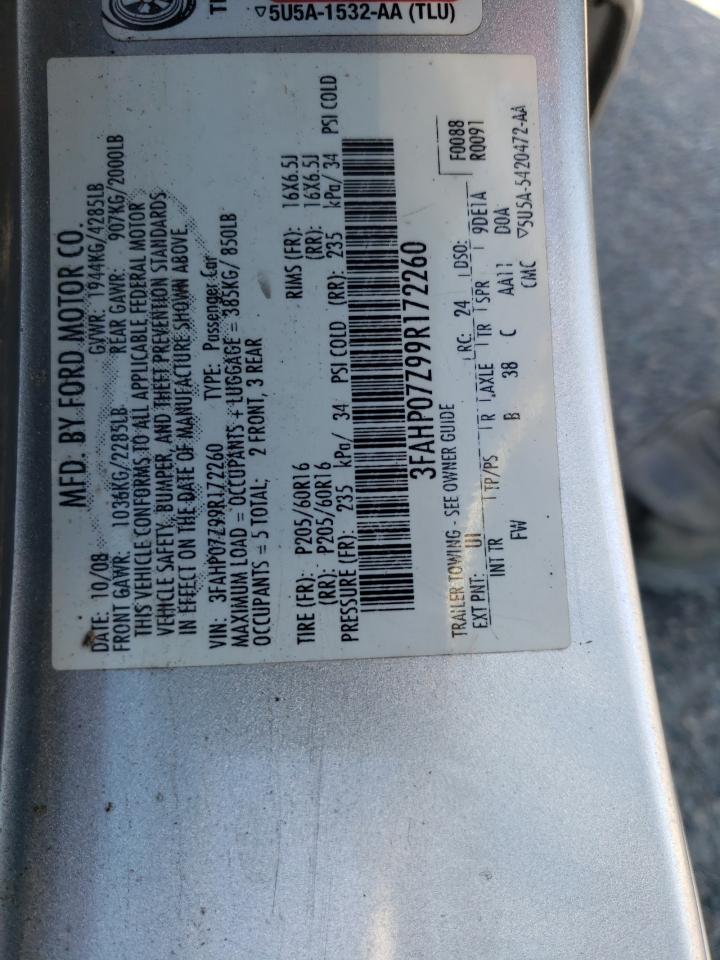 ▽5U5A-1532-AA (TLU)
MFD. BY FORD MOTOR CO.
DATE: 10/08 GVWR: 1944KG/4285LB
FRONT GAWR: 1036KG/2285LB REAR GAWR: 907KG/2000LB
THIS VEHICLE CONFORMS TO ALL APPLICABLE FEDERAL MOTOR
VEHICLE SAFETY, BUMPER, AND THEFT PREVENTION STANDARDS
IN EFFECT ON THE DATE OF MANUFACTURE SHOWN ABOVE.
VIN: 3FAHP07Z99R172260 TYPE: Passenger Car
MAXIMUM LOAD = OCCUPANTS + LUGGAGE = 385KG/ 850LB
OCCUPANTS = 5 TOTAL; 2 FRONT, 3 REAR
TIRE (FR): P205/60R16 RIMS (FR): 16X6.5J
(RR): P205/60R16 (RR): 16X6.5J
PRESSURE (FR): 235 kPa/ 34 PSI COLD (RR): 235 kPa/ 34 PSI COLD
3FAHP07Z99R172260
F0088
TRAILER TOWING - SEE OWNER GUIDE R0091
EXT PNT: UI RC: 24 DSO:
INT TR TP/PS R AXLE TR SPR 9DE1A
FW B 38 C AA11 D0A
CMC ▽5U5A-5420472-AA